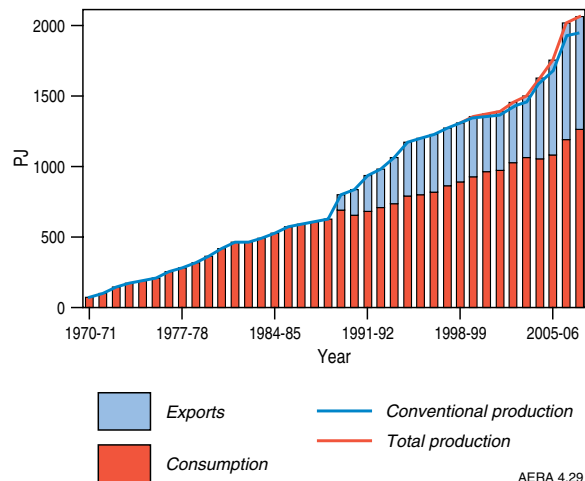 2000
1500
1000
500
0
PJ
1970-71 1977-78 1984-85 1991-92 1998-99 2005-06
Year
Exports
Conventional production
Consumption
Total production
AERA 4.29